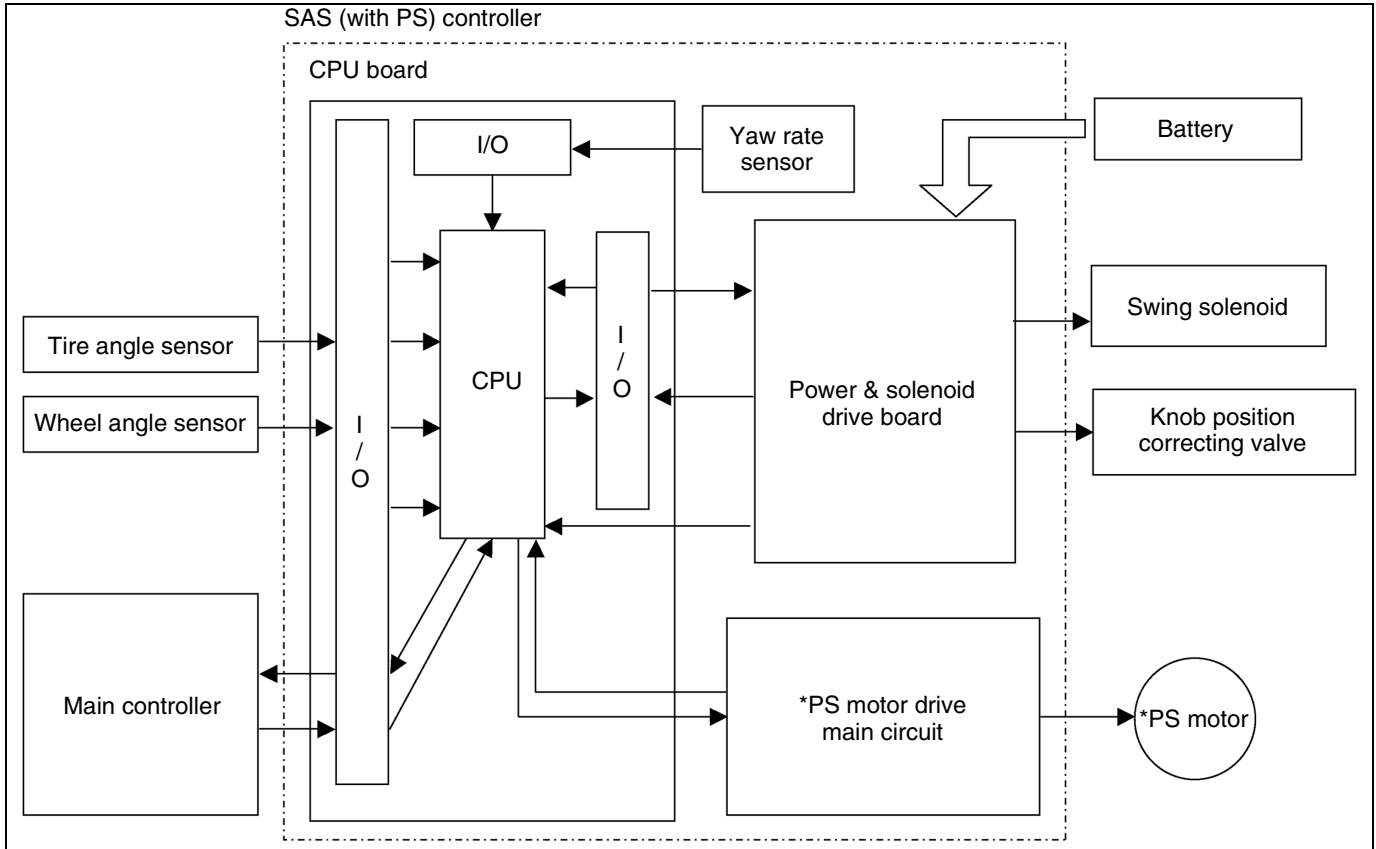 SAS (with PS) controller
CPU board
I/O
Yaw rate
sensor
Battery
Tire angle sensor
Wheel angle sensor
I
/
O
CPU
I
/
O
Power & solenoid
drive board
Swing solenoid
Knob position
correcting valve
Main controller
*PS motor drive
main circuit
*PS motor